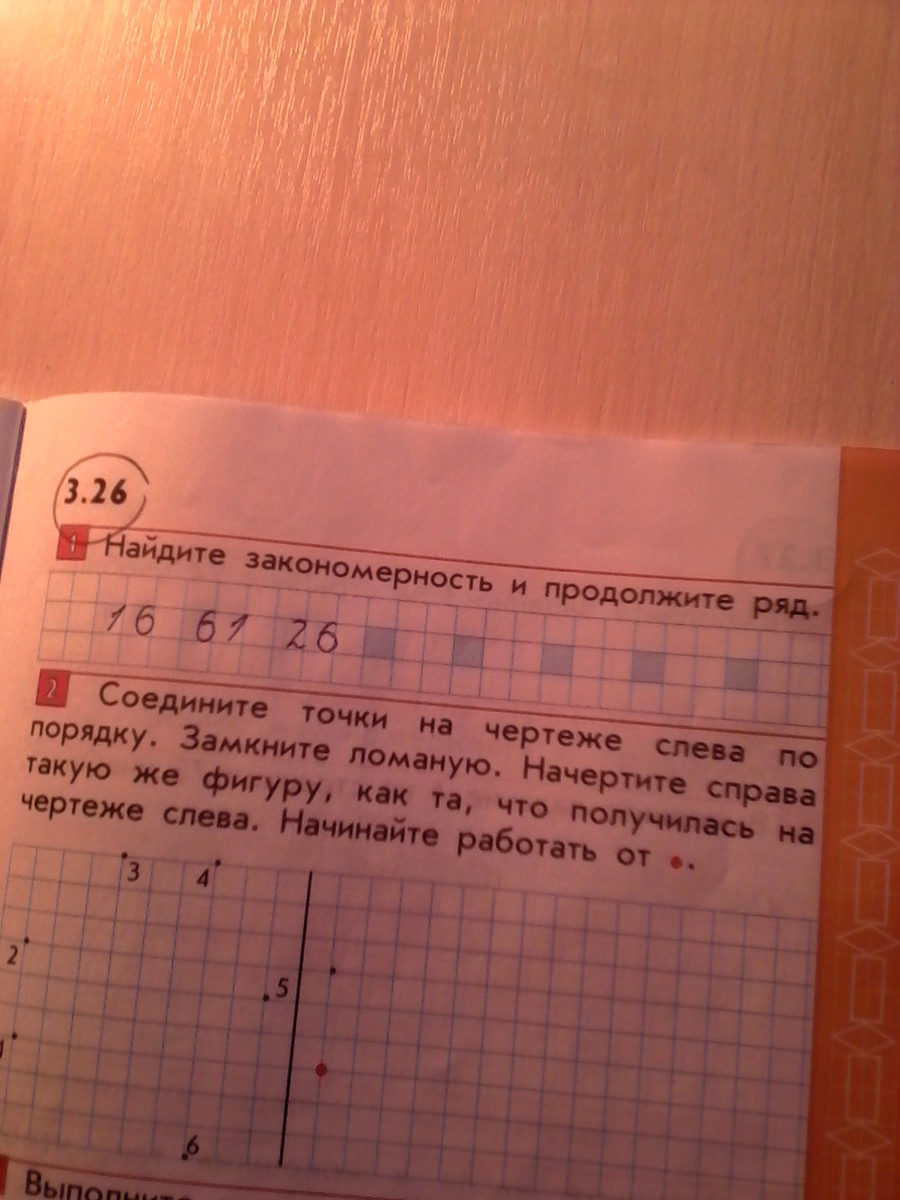 3.26
1 Найдите закономерность и продолжите ряд.
16 61 26
2 Соедините точки на чертеже слева по
порядку. Замкните ломаную. Начертите справа
такую же фигуру, как та, что получилась на
чертеже слева. Начинайте работать от •.
3 4
2
5
6
Выполните